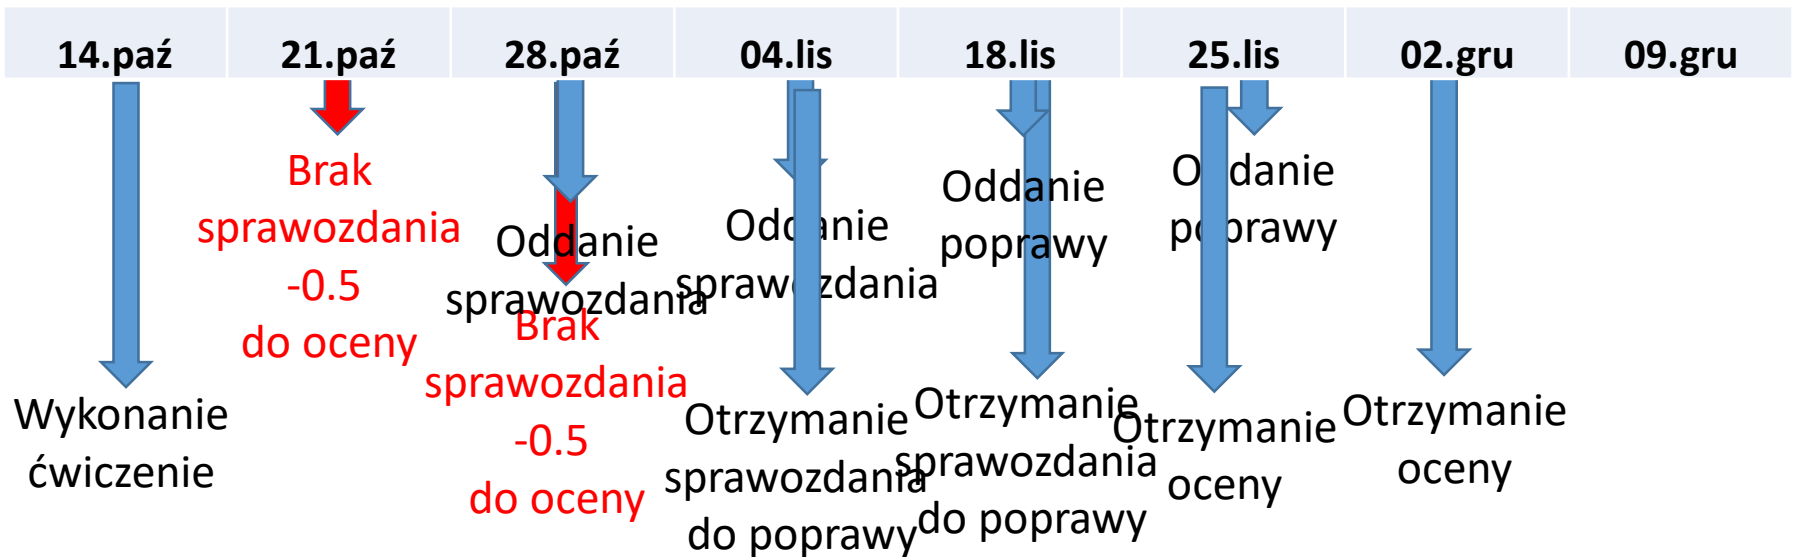 14.paź 21.paź 28.paź 04.lis 18.lis 25.lis 02.gru 09.gru
Wykonanie
ćwiczenie
Brak
sprawozdania
-0.5
do oceny
Oddanie
sprawozdania
Brak
sprawozdania
-0.5
do oceny
Oddanie
sprawozdania
Otrzymanie
sprawozdania
do poprawy
Oddanie
poprawy
Otrzymanie
sprawozdania
do poprawy
Oddanie
poprawy
Otrzymanie
oceny
Otrzymanie
oceny